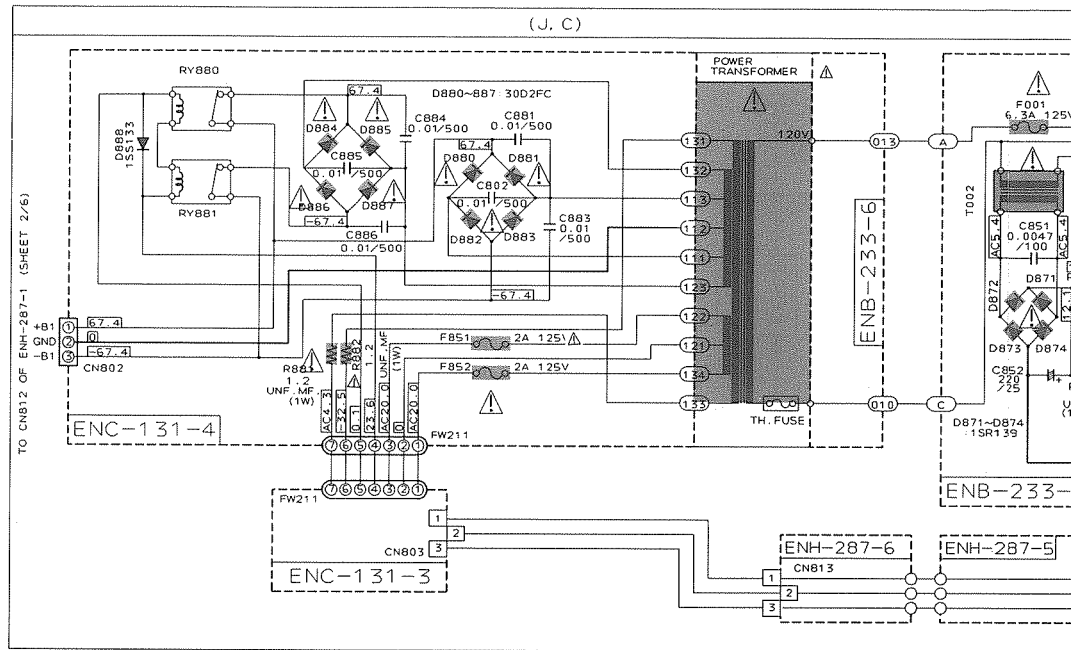 (J, C)
POWER
TRANSFORMER
RY880
67.4
D880~887:30D2FC
F001
6.3A 125V
D884
D885
C884
0.01/500
C881
0.01/500
D888
1SS133
120V
131
013
A
67.4
C885
0.01/500
D880
D881
132
RY881
C802
0.01/500
D886
D887
113
T002
-67.4
C883
0.01
/500
112
C851
0.0047
/100
AC5.4
AC5.4
C886
0.01/500
D882
D883
111
ENB-233-6
123
D871
D872
-67.4
TO CN812 OF ENH-287-1 (SHEET 2/6)
+B1
1
67.4
122
12.1
GND
2
0
F851
2A 125V
121
-B1
3
-67.4
D873
D874
CN802
R883
1.2
UNF.MF.
(1W)
R882
1.2
UNF.MF
(1W)
F852
2A 125V
134
C852
220
/25
133
010
C
TH.FUSE
D871~D874
:1SR139
AC4.3
-32.5
0.1
23.6
AC20.0
0
AC20.0
ENC-131-4
7 6 5 4 3 2 1
FW211
ENB-233-
FW211
7 6 5 4 3 2 1
1
2
CN803
3
ENC-131-3
ENH-287-6
ENH-287-5
CN813
1
2
3